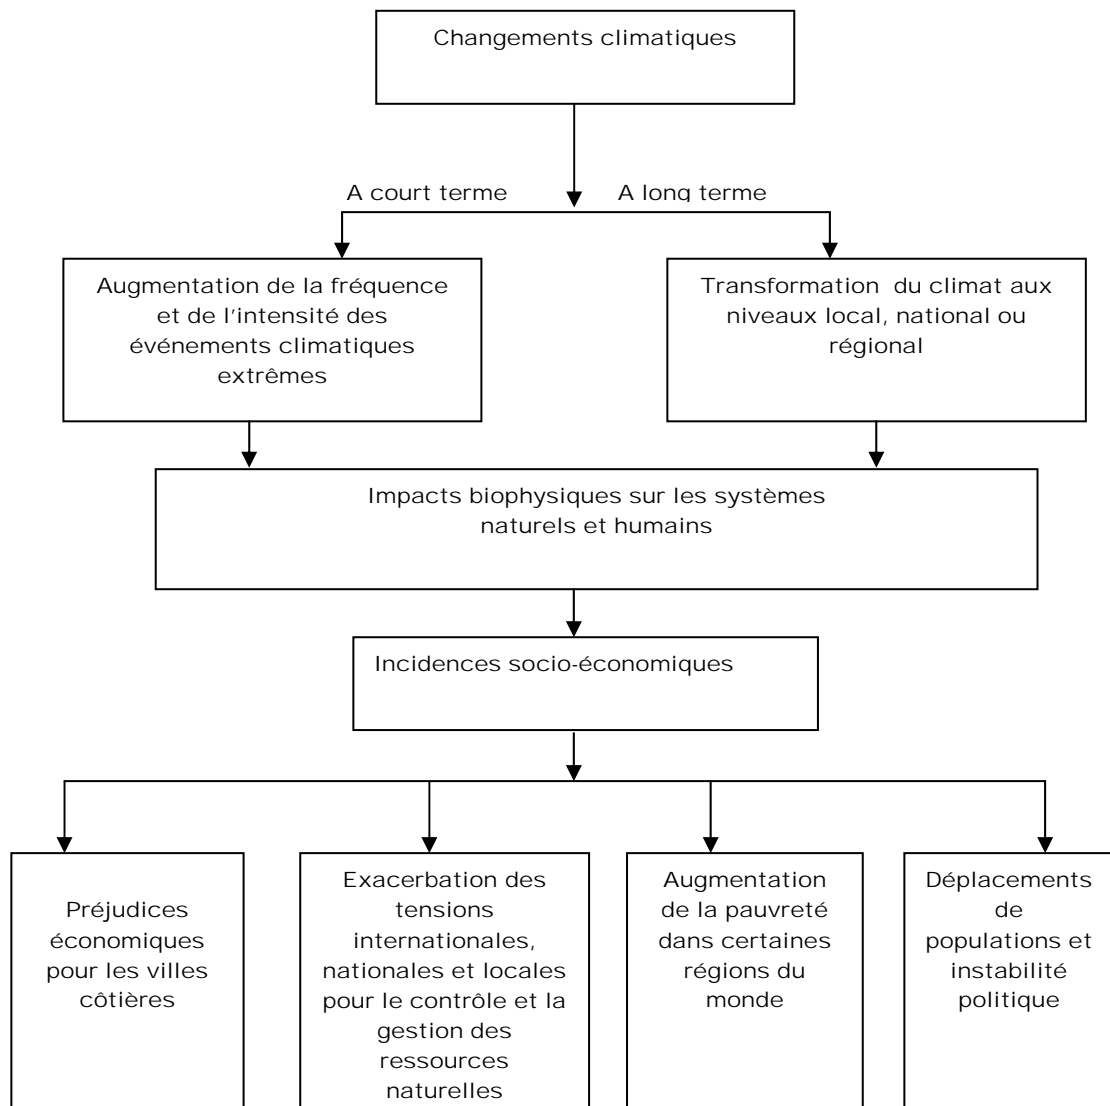 Changements climatiques
A court terme
A long terme
Augmentation de la fréquence
et de l'intensité des
événements climatiques
extrêmes
Transformation du climat aux
niveaux local, national ou
régional
Impacts biophysiques sur les systèmes
naturels et humains
Incidences socio-économiques
Préjudices
économiques
pour les villes
côtières
Exacerbation des
tensions
internationales,
nationales et locales
pour le contrôle et la
gestion des
ressources
naturelles
Augmentation
de la pauvreté
dans certaines
régions du
monde
Déplacements
de
populations et
instabilité
politique